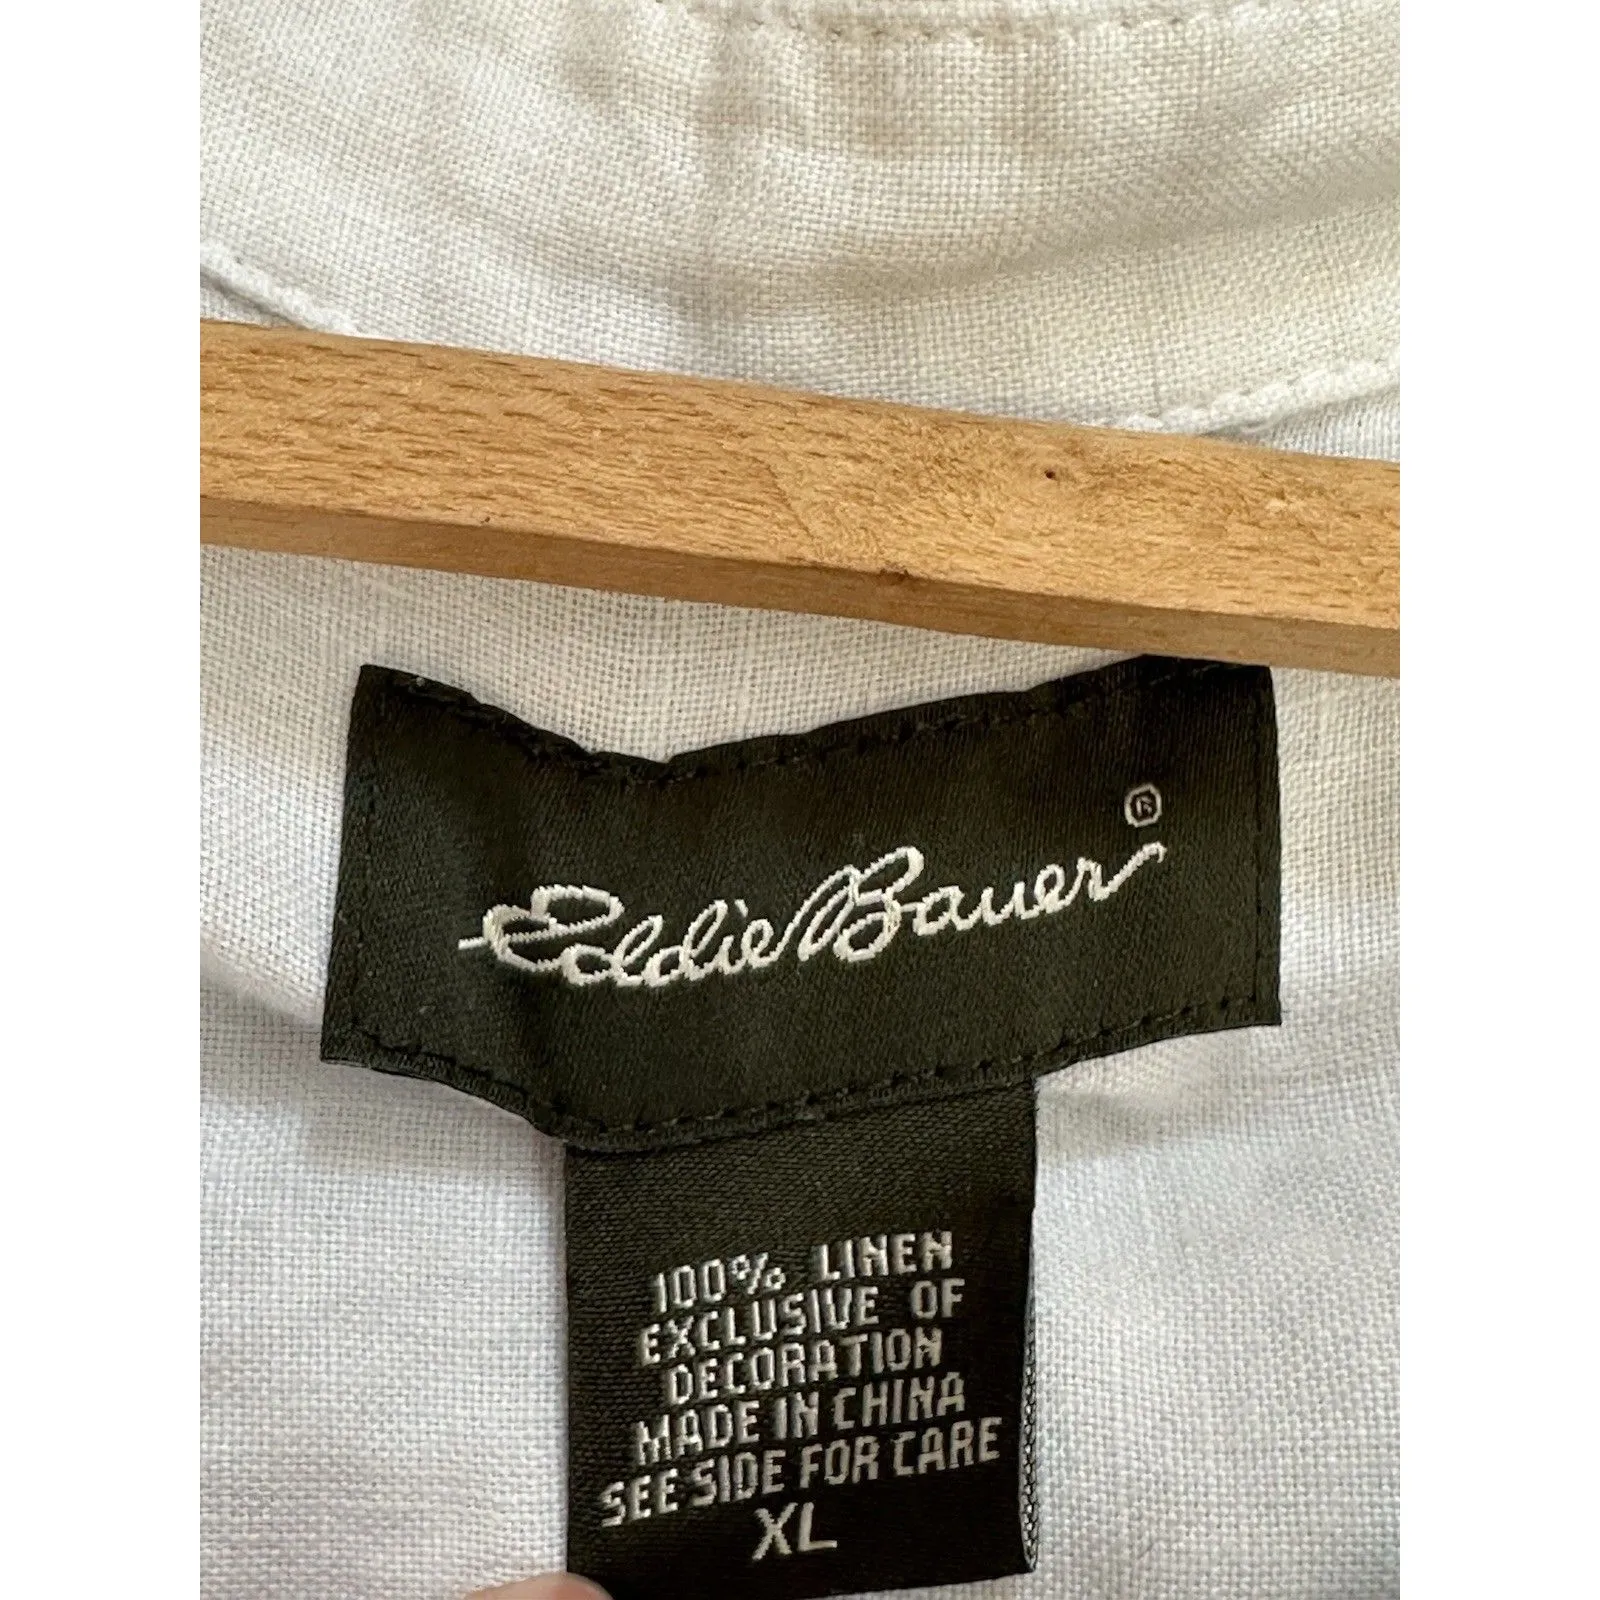 Eddie Bauer ®
100% LINEN
EXCLUSIVE OF
DECORATION
MADE IN CHINA
SEE SIDE FOR CARE
XL